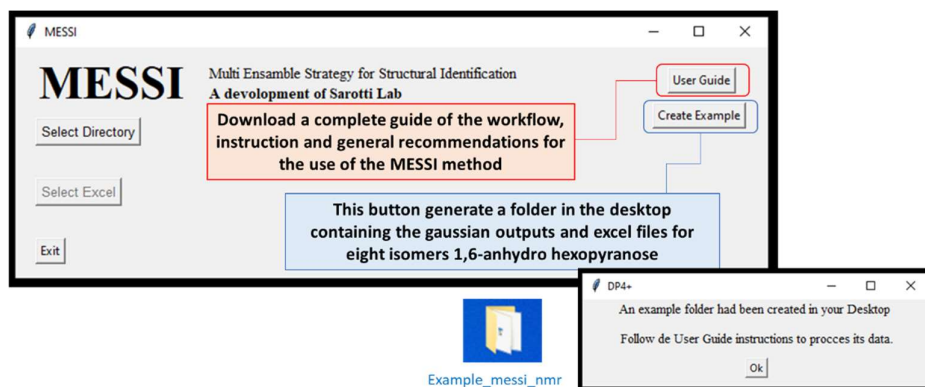 MESSI
MESSI
Multi Ensamble Strategy for Structural Identification
A devolopment of Sarotti Lab
User Guide
Create Example
Select Directory
Download a complete guide of the workflow,
instruction and general recommendations for
the use of the MESSI method
Select Excel
This button generate a folder in the desktop
containing the gaussian outputs and excel files for
eight isomers 1,6-anhydro hexopyranose
Exit
DP4+
An example folder had been created in your Desktop
Follow de User Guide instructions to procces its data.
Ok
Example_messi_nmr